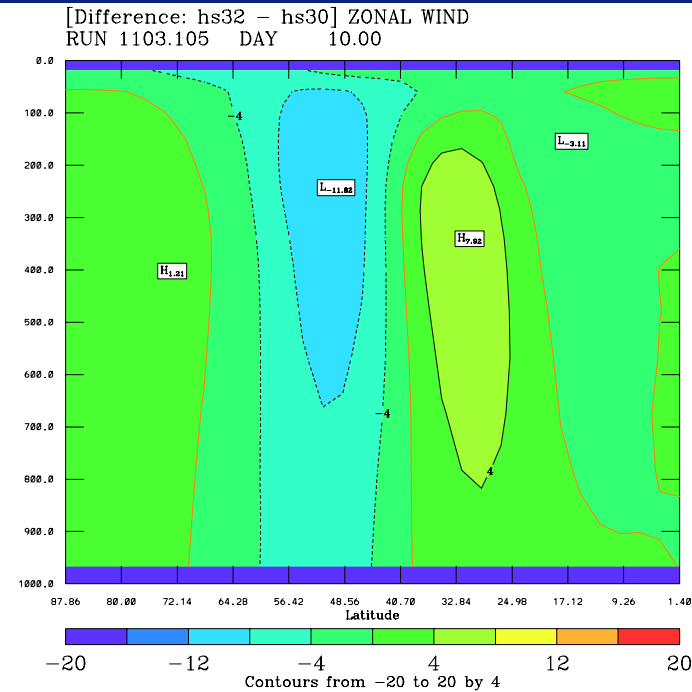 [Difference: hs32 − hs30] ZONAL WIND
RUN 1103.105 DAY 10.00
0.0
100.0
200.0
300.0
400.0
500.0
600.0
700.0
800.0
900.0
1000.0
−4
L−11.82
L−3.11
H7.92
H1.21
−4
4
87.86 80.00 72.14 64.28 56.42 48.56 40.70 32.84 24.98 17.12 9.26 1.40
Latitude
−20 −12 −4 4 12 20
Contours from −20 to 20 by 4